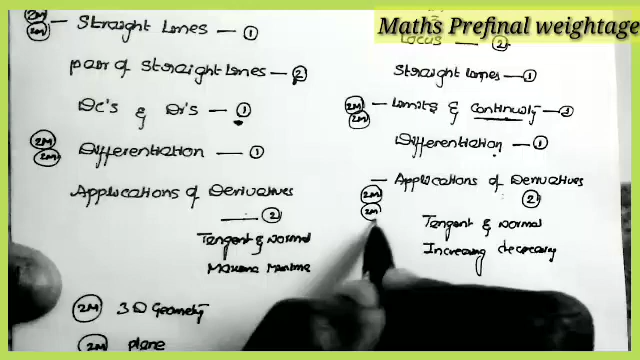 Maths Prefinal weightage
2M
2M - Straight Lines - 1
pair of Straight Lines - 2
Dc's & Dr's - 1
2M
2M Differentiation - 1
Applications of Derivatives
- 2
Tangent & Normal
Maxima Minima
2M 3D Geometry
2M plane
Locus - 2
Straight lines - 1
2M
2M - Limits & Continuity - 1
Differentiation - 1
- Applications of Derivatives
2M
2M
2
Tangent & Normal
Increasing decreasing